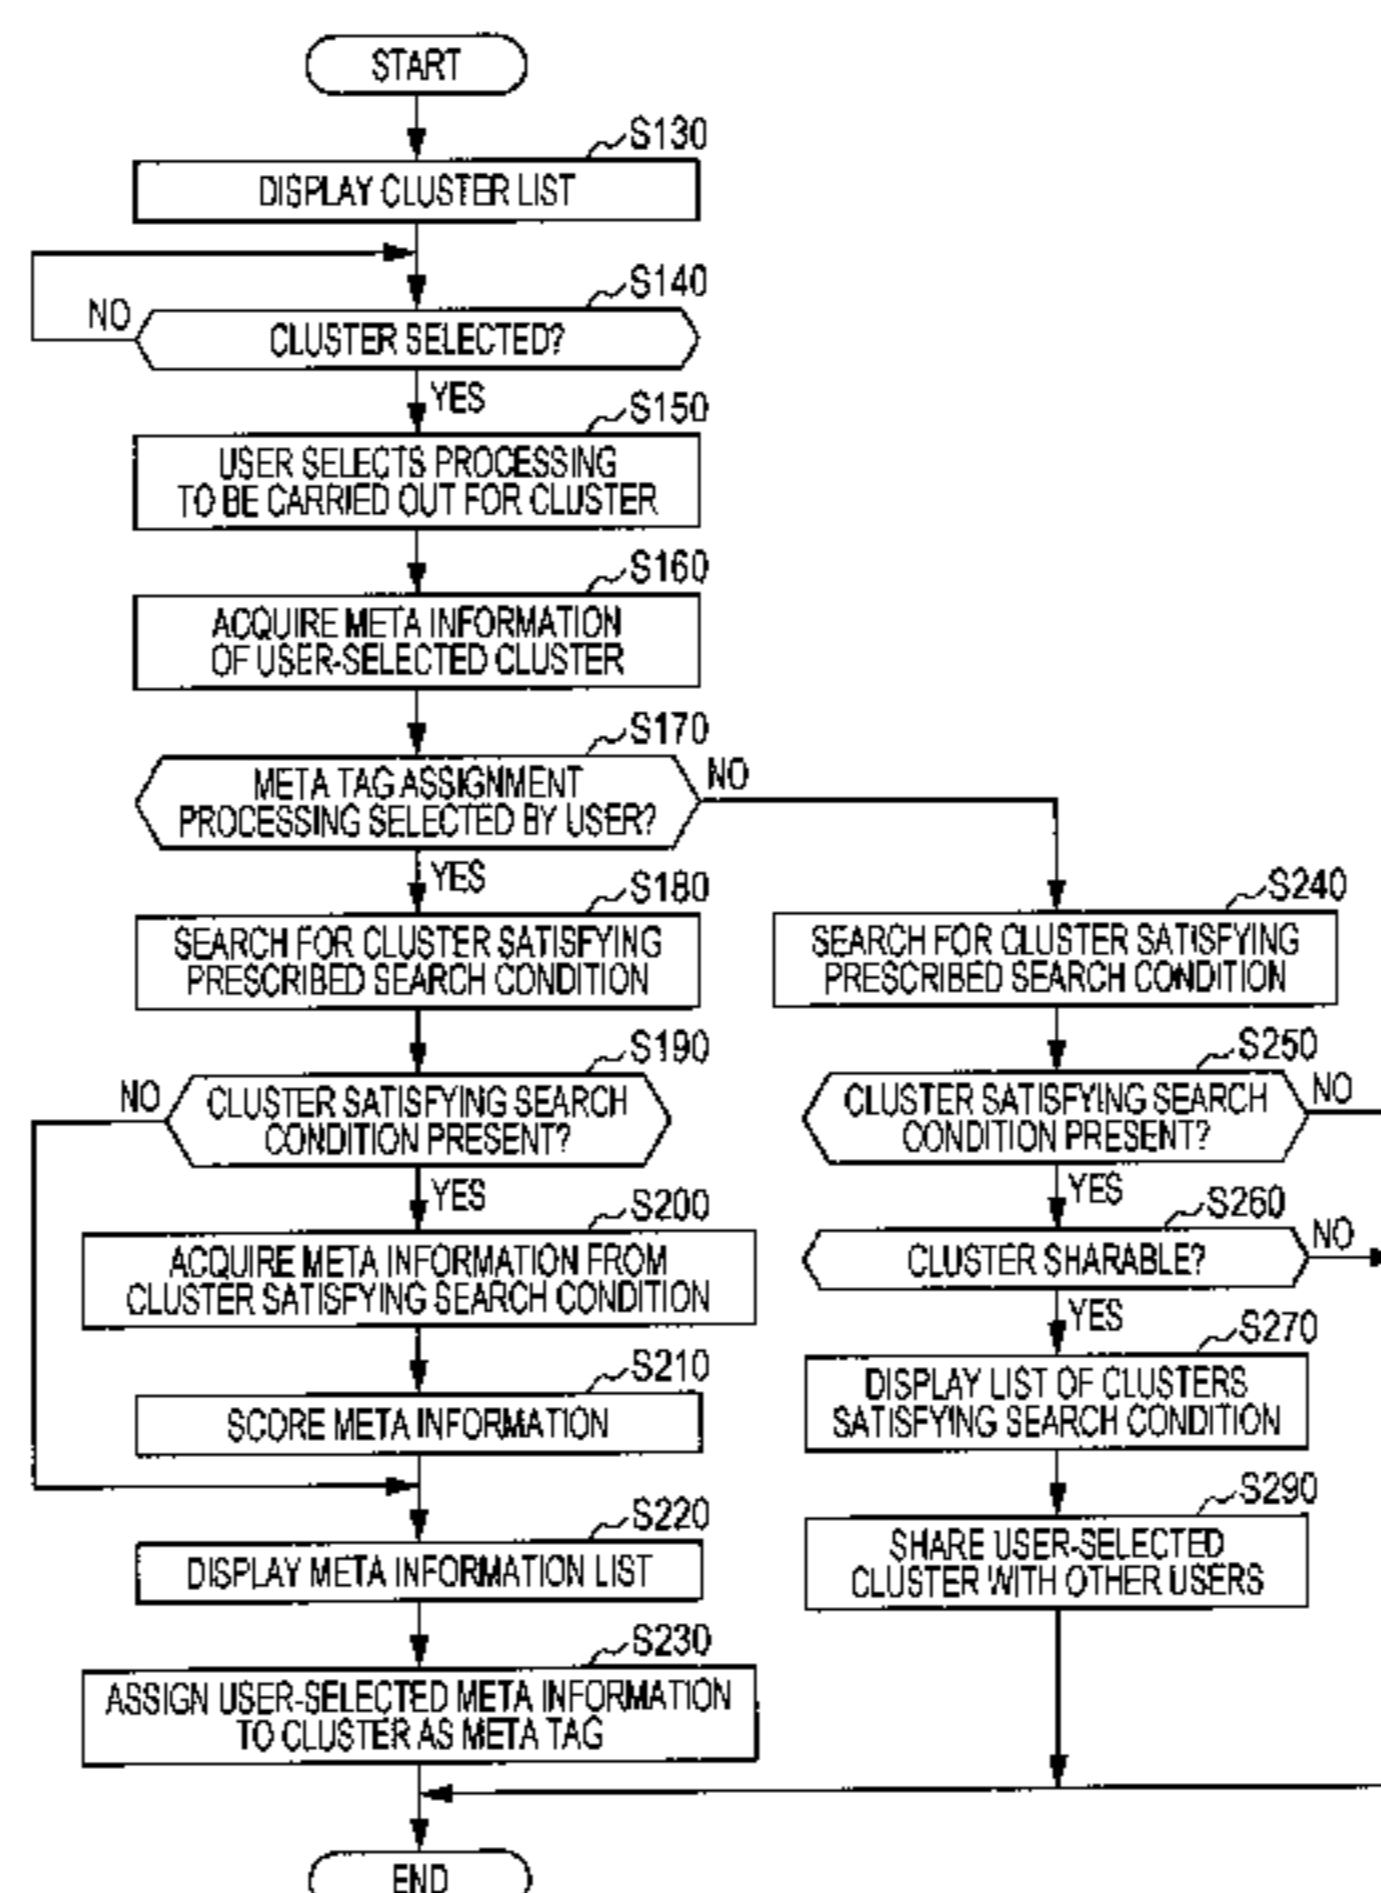 START
S130
DISPLAY CLUSTER LIST
S140
NO
CLUSTER SELECTED?
YES
S150
USER SELECTS PROCESSING
TO BE CARRIED OUT FOR CLUSTER
S160
ACQUIRE META INFORMATION
OF USER-SELECTED CLUSTER
S170
META TAG ASSIGNMENT
PROCESSING SELECTED BY USER?
NO
YES
S180
SEARCH FOR CLUSTER SATISFYING
PRESCRIBED SEARCH CONDITION
S190
NO
CLUSTER SATISFYING SEARCH
CONDITION PRESENT?
YES
S200
ACQUIRE META INFORMATION FROM
CLUSTER SATISFYING SEARCH CONDITION
S210
SCORE META INFORMATION
S220
DISPLAY META INFORMATION LIST
S230
ASSIGN USER-SELECTED META INFORMATION
TO CLUSTER AS META TAG
S240
SEARCH FOR CLUSTER SATISFYING
PRESCRIBED SEARCH CONDITION
S250
CLUSTER SATISFYING SEARCH
CONDITION PRESENT?
NO
YES
S260
CLUSTER SHARABLE?
NO
YES
S270
DISPLAY LIST OF CLUSTERS
SATISFYING SEARCH CONDITION
S290
SHARE USER-SELECTED
CLUSTER WITH OTHER USERS
END